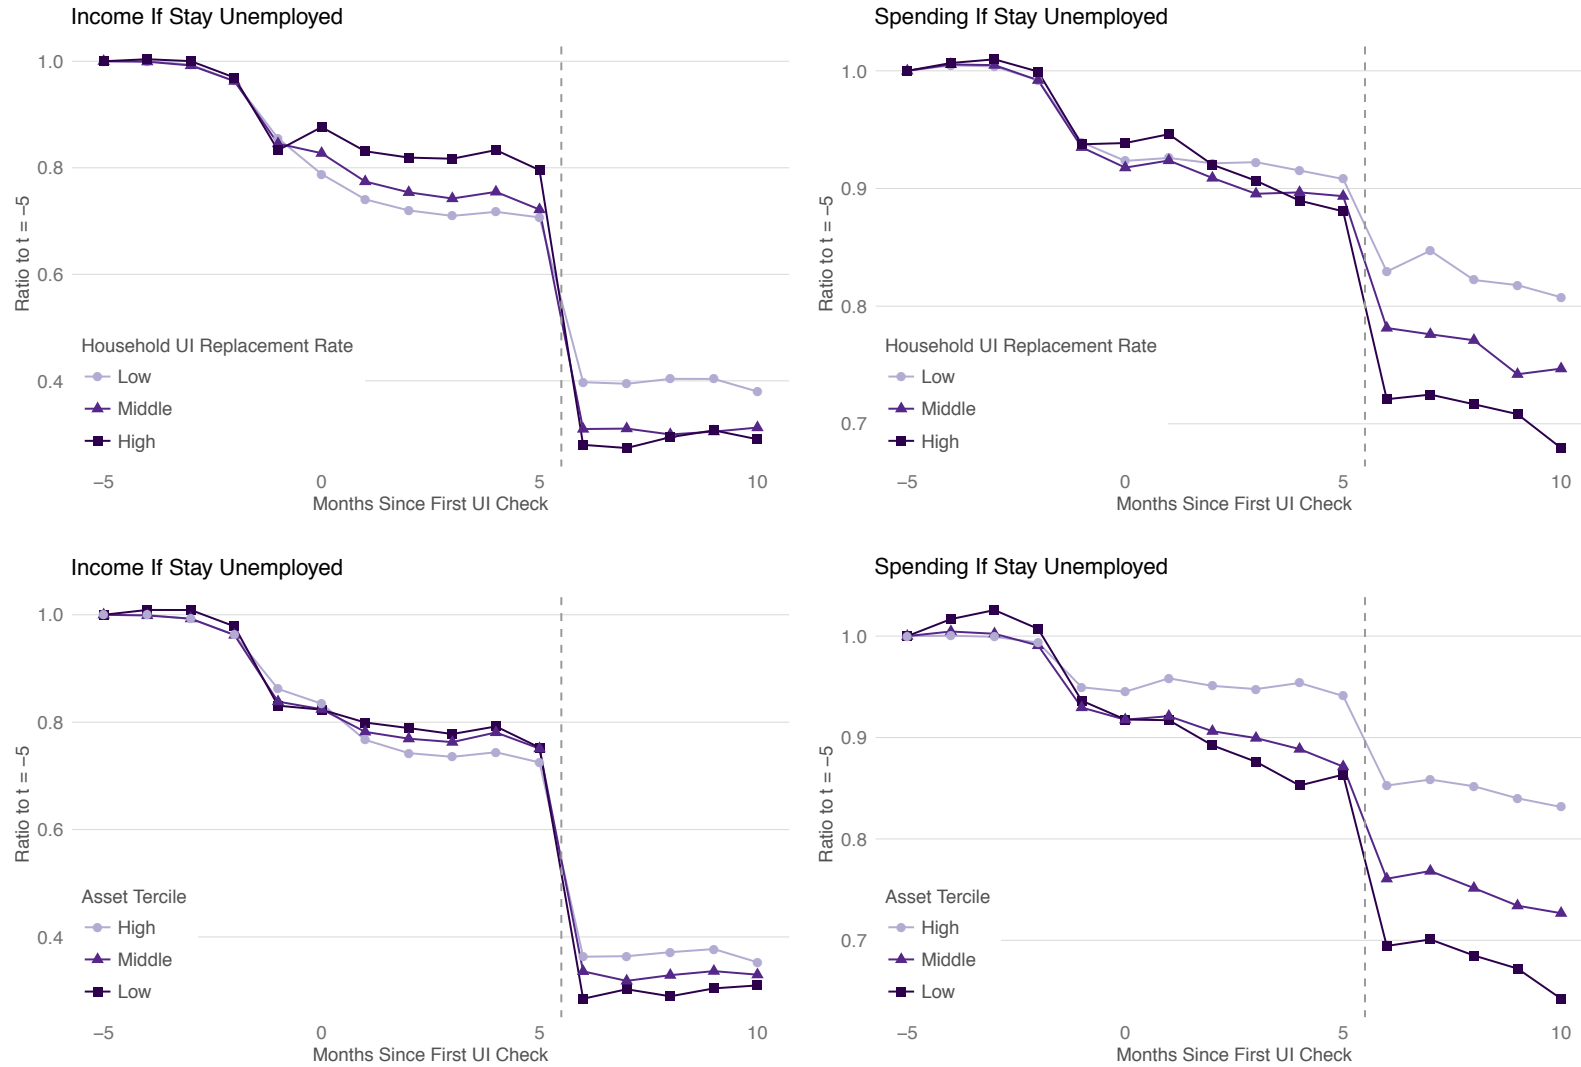 Income If Stay Unemployed
1.0
0.8
0.6
0.4
Ratio to t = −5
Household UI Replacement Rate
Low
Middle
High
−5 0 5 10
Months Since First UI Check
Spending If Stay Unemployed
1.0
0.9
0.8
0.7
Ratio to t = −5
Household UI Replacement Rate
Low
Middle
High
−5 0 5 10
Months Since First UI Check
Income If Stay Unemployed
1.0
0.8
0.6
0.4
Ratio to t = −5
Asset Tercile
High
Middle
Low
−5 0 5 10
Months Since First UI Check
Spending If Stay Unemployed
1.0
0.9
0.8
0.7
Ratio to t = −5
Asset Tercile
High
Middle
Low
−5 0 5 10
Months Since First UI Check